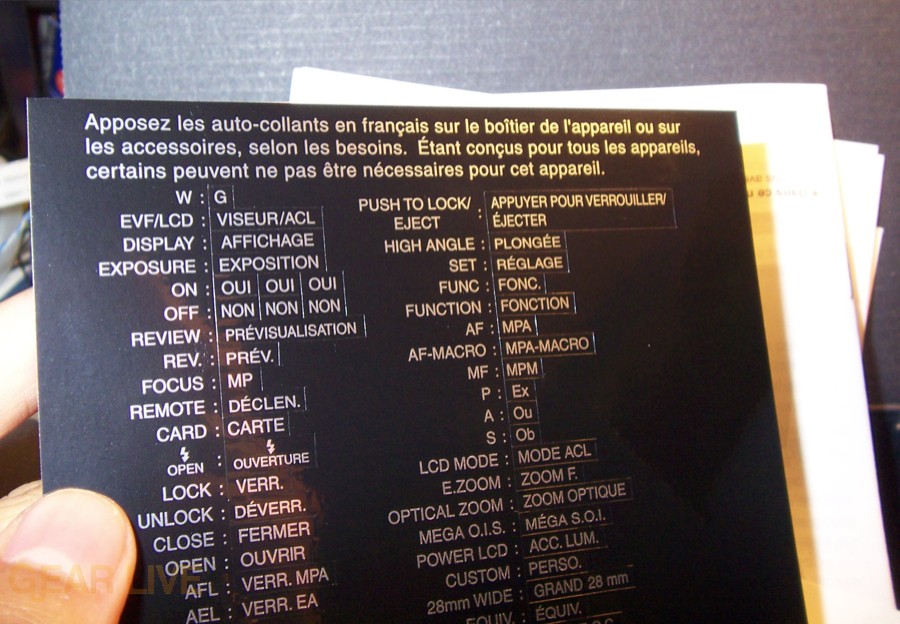 Apposez les auto-collants en français sur le boîtier de l'appareil ou sur
les accessoires, selon les besoins. Étant conçus pour tous les appareils,
certains peuvent ne pas être nécessaires pour cet appareil.
W : G
EVF/LCD : VISEUR/ACL
DISPLAY : AFFICHAGE
EXPOSURE : EXPOSITION
ON : OUI OUI OUI
OFF : NON NON NON
REVIEW : PRÉVISUALISATION
REV. : PRÉV.
FOCUS : MP
REMOTE : DÉCLEN.
CARD : CARTE
OPEN : OUVERTURE
LOCK : VERR.
UNLOCK : DÉVERR.
CLOSE : FERMER
OPEN : OUVRIR
AFL : VERR. MPA
AEL : VERR. EA
PUSH TO LOCK/
EJECT : APPUYER POUR VERROUILLER/
ÉJECTER
HIGH ANGLE : PLONGÉE
SET : RÉGLAGE
FUNC : FONC.
FUNCTION : FONCTION
AF : MPA
AF-MACRO : MPA-MACRO
MF : MPM
P : Ex
A : Ou
S : Ob
LCD MODE : MODE ACL
E.ZOOM : ZOOM F.
OPTICAL ZOOM : ZOOM OPTIQUE
MEGA O.I.S. : MÉGA S.O.I.
POWER LCD : ACC. LUM.
CUSTOM : PERSO.
28mm WIDE : GRAND 28 mm
EQUIV. : ÉQUIV.
GEAR LIVE